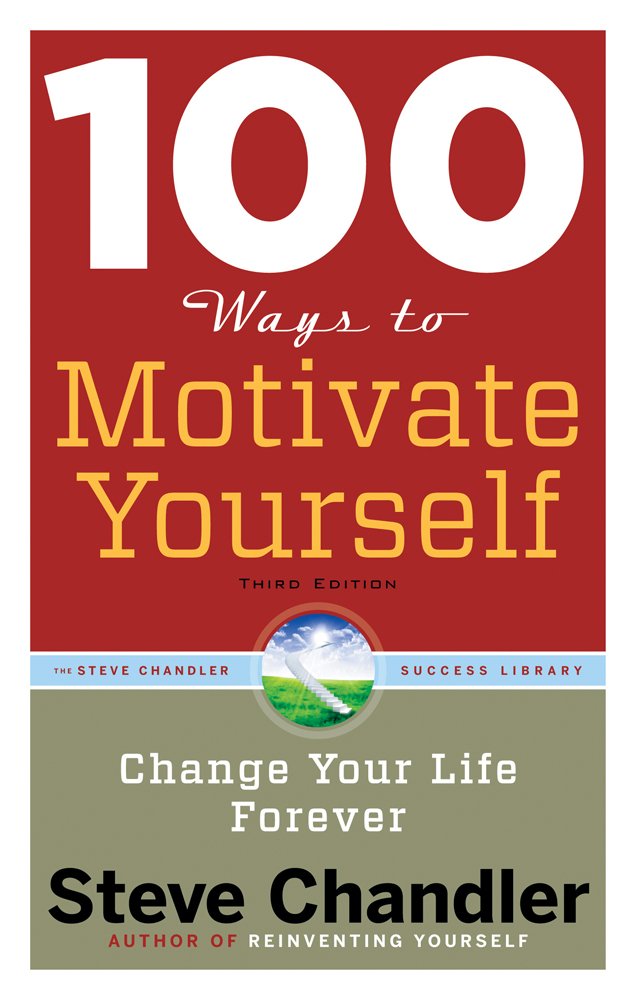 100
Ways to
Motivate
Yourself
THIRD EDITION
THE STEVE CHANDLER SUCCESS LIBRARY
Change Your Life
Forever
Steve Chandler
AUTHOR OF REINVENTING YOURSELF